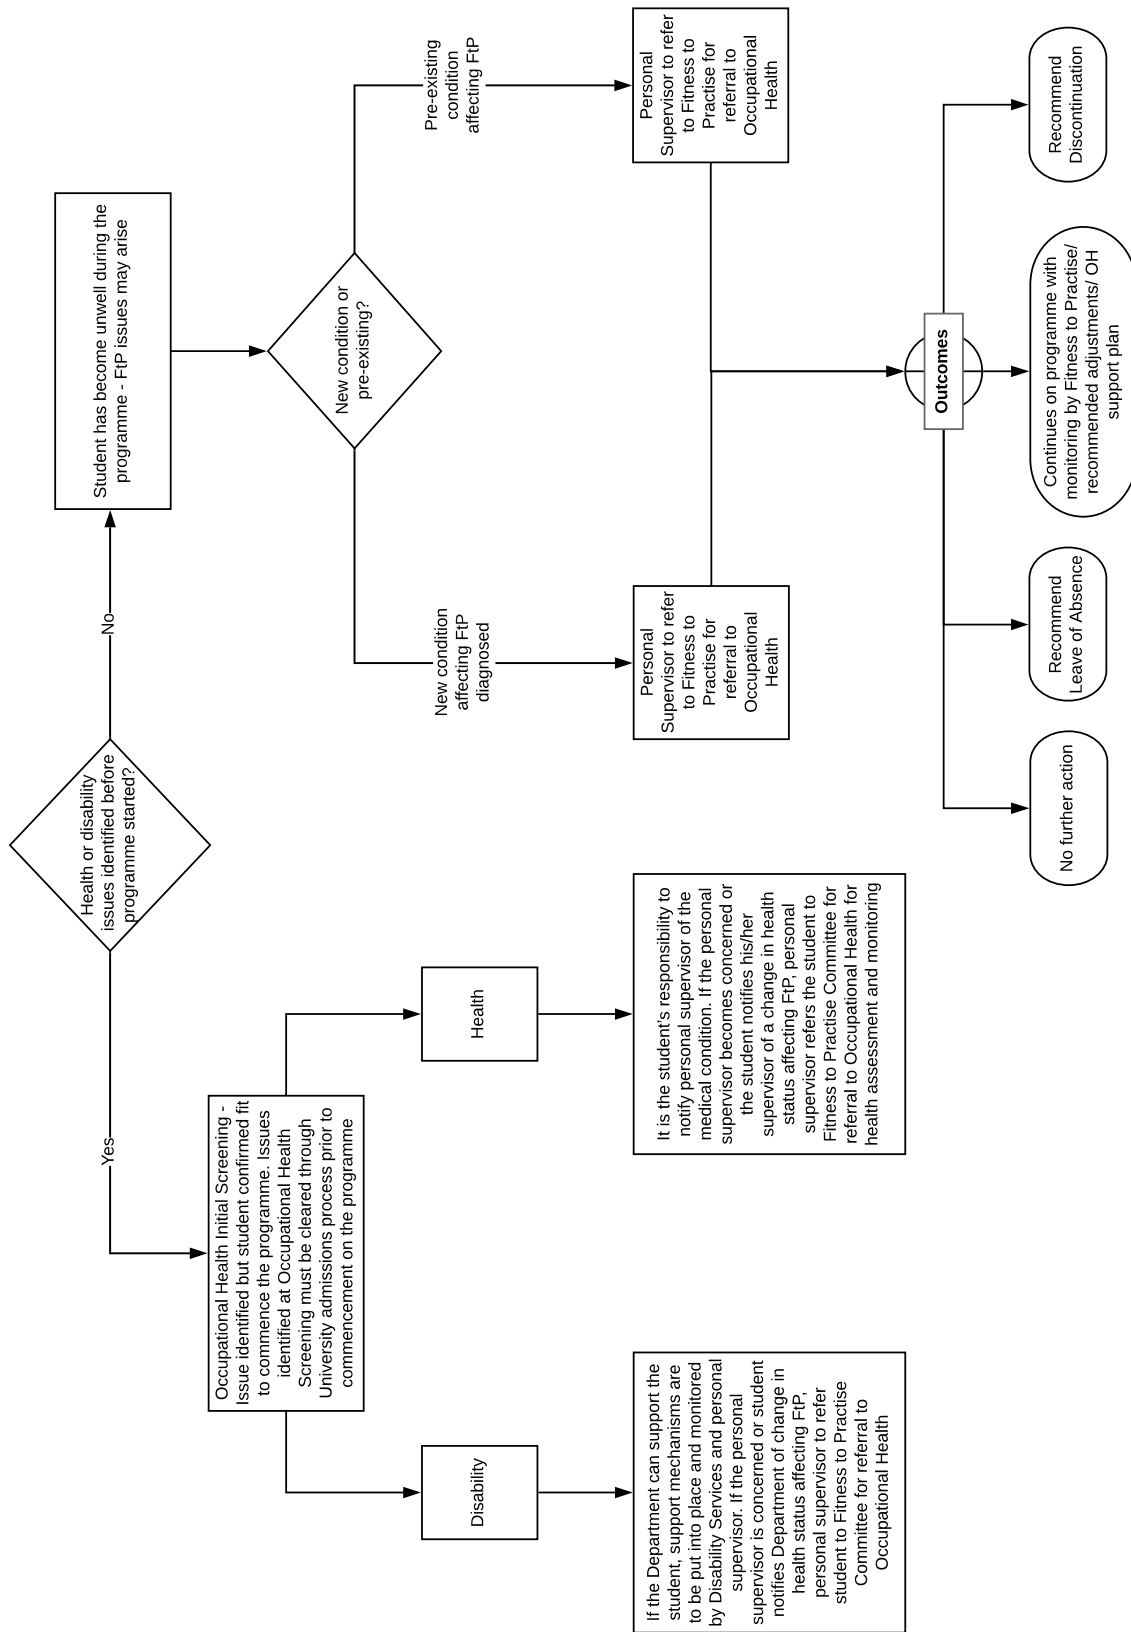 Health or disability
issues identified before
programme started?
Yes
No
Student has become unwell during the
programme - FtP issues may arise
Occupational Health Initial Screening -
Issue identified but student confirmed fit
to commence the programme. Issues
identified at Occupational Health
Screening must be cleared through
University admissions process prior to
commencement on the programme
New condition or
pre-existing?
Disability
Health
New condition
affecting FtP
diagnosed
Pre-existing
condition
affecting FtP
If the Department can support the
student, support mechanisms are
to be put into place and monitored
by Disability Services and personal
supervisor. If the personal
supervisor is concerned or student
notifies Department of change in
health status affecting FtP,
personal supervisor to refer
student to Fitness to Practise
Committee for referral to
Occupational Health
It is the student's responsibility to
notify personal supervisor of the
medical condition. If the personal
supervisor becomes concerned or
the student notifies his/her
supervisor of a change in health
status affecting FtP, personal
supervisor refers the student to
Fitness to Practise Committee for
referral to Occupational Health for
health assessment and monitoring
Personal
Supervisor to refer
to Fitness to
Practise for
referral to
Occupational
Health
Personal
Supervisor to refer
to Fitness to
Practise for
referral to
Occupational
Health
Outcomes
No further action
Recommend
Leave of Absence
Continues on programme with
monitoring by Fitness to Practise/
recommended adjustments/ OH
support plan
Recommend
Discontinuation